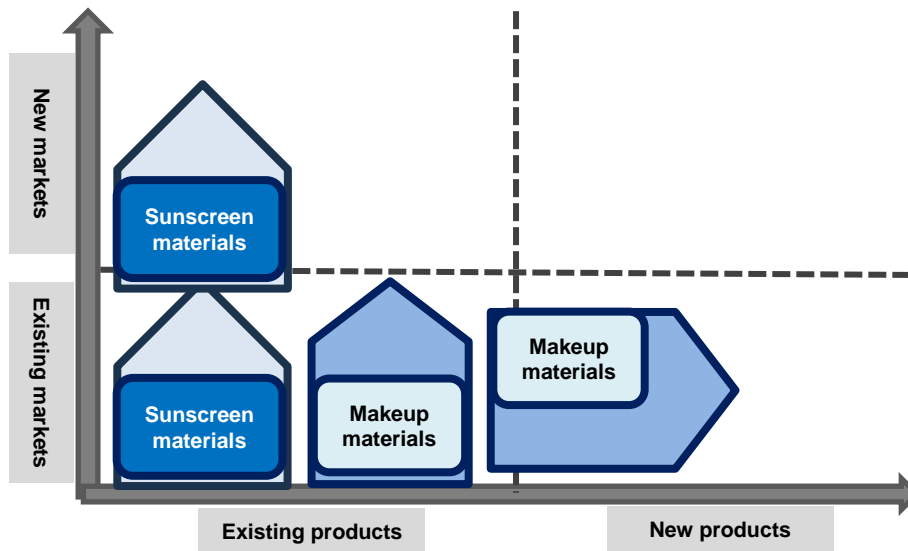 New markets
Sunscreen
materials
Existing markets
Sunscreen
materials
Makeup
materials
Makeup
materials
Existing products
New products